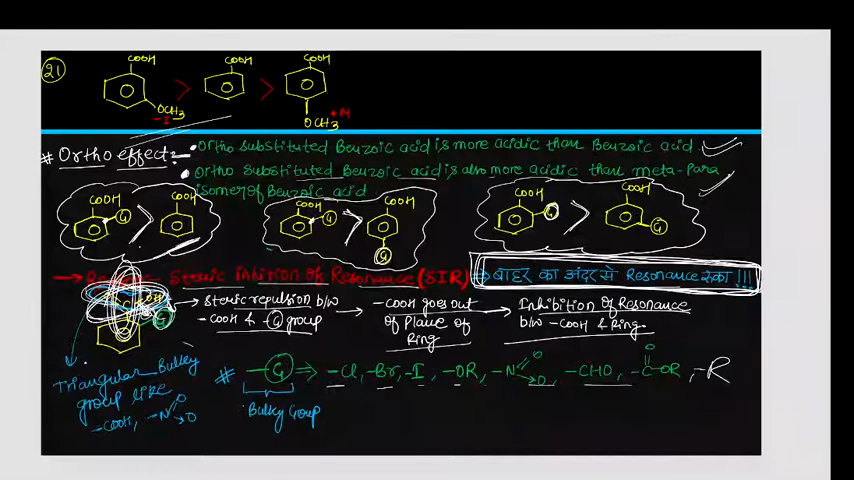 21
COOH COOH COOH
> >
OCH3 OCH3
-I +M
# Ortho effect:-
• Ortho substituted Benzoic acid is more acidic than Benzoic acid
• Ortho substituted Benzoic acid is also more acidic than meta-Para
isomer of Benzoic acid
COOH COOH COOH COOH COOH COOH
G > G > G > G
G
Steric Inhibition of Resonance (SIR) → बाहर का अंदर से Resonance रुका !!!
→ Steric repulsion b/w → -COOH goes out → Inhibition of Resonance
-COOH & -G group of Plane of b/w -COOH & Ring
Ring
G
Triangular Bulky
group like
-COOH, -N O
→O
# -G ⇒ -Cl, -Br, -I, -OR, -N O →O, -CHO, -C-OR, -R
O
Bulky Group